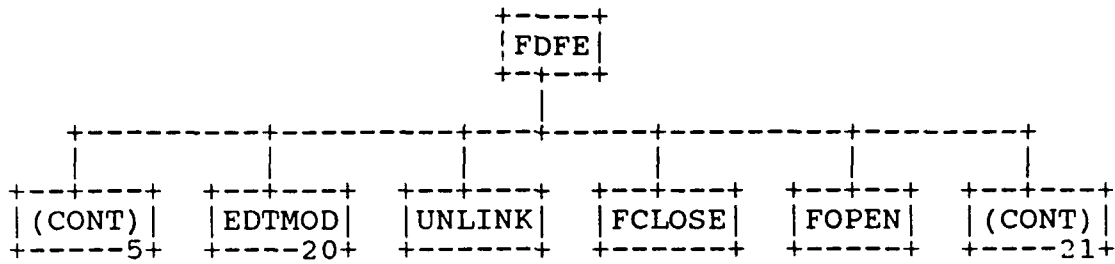 FDFE
(CONT) EDTMOD UNLINK FCLOSE FOPEN (CONT)
5 20 21